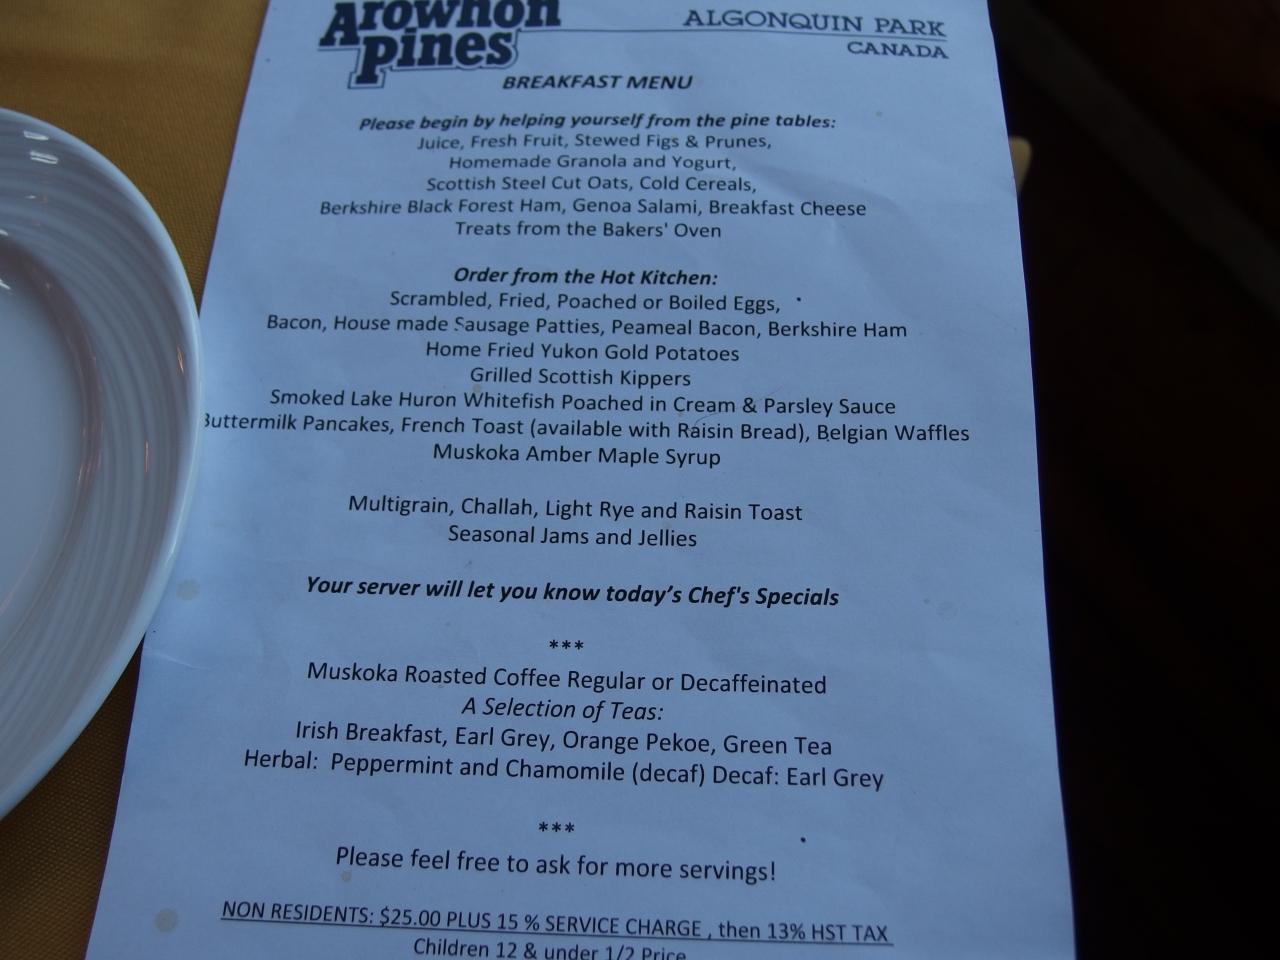 Arowhon
Pines
ALGONQUIN PARK
CANADA
BREAKFAST MENU
Please begin by helping yourself from the pine tables:
Juice, Fresh Fruit, Stewed Figs & Prunes,
Homemade Granola and Yogurt,
Scottish Steel Cut Oats, Cold Cereals,
Berkshire Black Forest Ham, Genoa Salami, Breakfast Cheese
Treats from the Bakers' Oven
Order from the Hot Kitchen:
Scrambled, Fried, Poached or Boiled Eggs,
Bacon, House made Sausage Patties, Peameal Bacon, Berkshire Ham
Home Fried Yukon Gold Potatoes
Grilled Scottish Kippers
Smoked Lake Huron Whitefish Poached in Cream & Parsley Sauce
Buttermilk Pancakes, French Toast (available with Raisin Bread), Belgian Waffles
Muskoka Amber Maple Syrup
Multigrain, Challah, Light Rye and Raisin Toast
Seasonal Jams and Jellies
Your server will let you know today's Chef's Specials
***
Muskoka Roasted Coffee Regular or Decaffeinated
A Selection of Teas:
Irish Breakfast, Earl Grey, Orange Pekoe, Green Tea
Herbal: Peppermint and Chamomile (decaf) Decaf: Earl Grey
***
Please feel free to ask for more servings!
NON RESIDENTS: $25.00 PLUS 15 % SERVICE CHARGE , then 13% HST TAX
Children 12 & under 1/2 Price